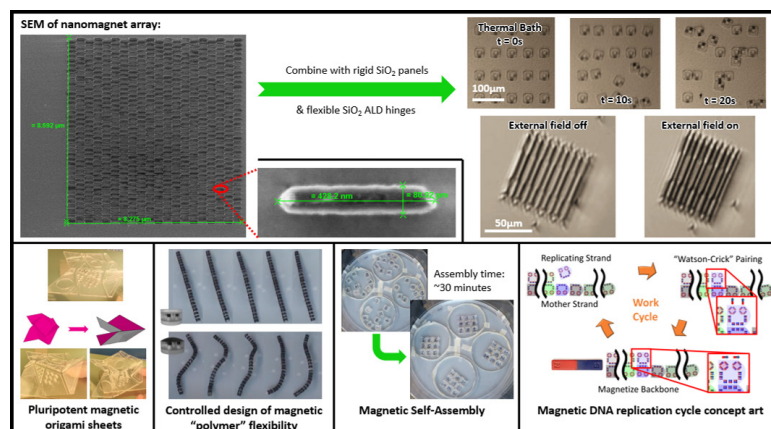 SEM of nanomagnet array:
Combine with rigid SiO₂ panels
& flexible SiO₂ ALD hinges
Thermal Bath
t = 0s
100μm
t = 10s
t = 20s
External field off
External field on
50μm
Pluripotent magnetic
origami sheets
Controlled design of magnetic
"polymer" flexibility
Assembly time:
~30 minutes
Magnetic Self-Assembly
Replicating Strand
Mother Strand
"Watson-Crick" Pairing
Work
Cycle
Magnetize Backbone
Magnetic DNA replication cycle concept art